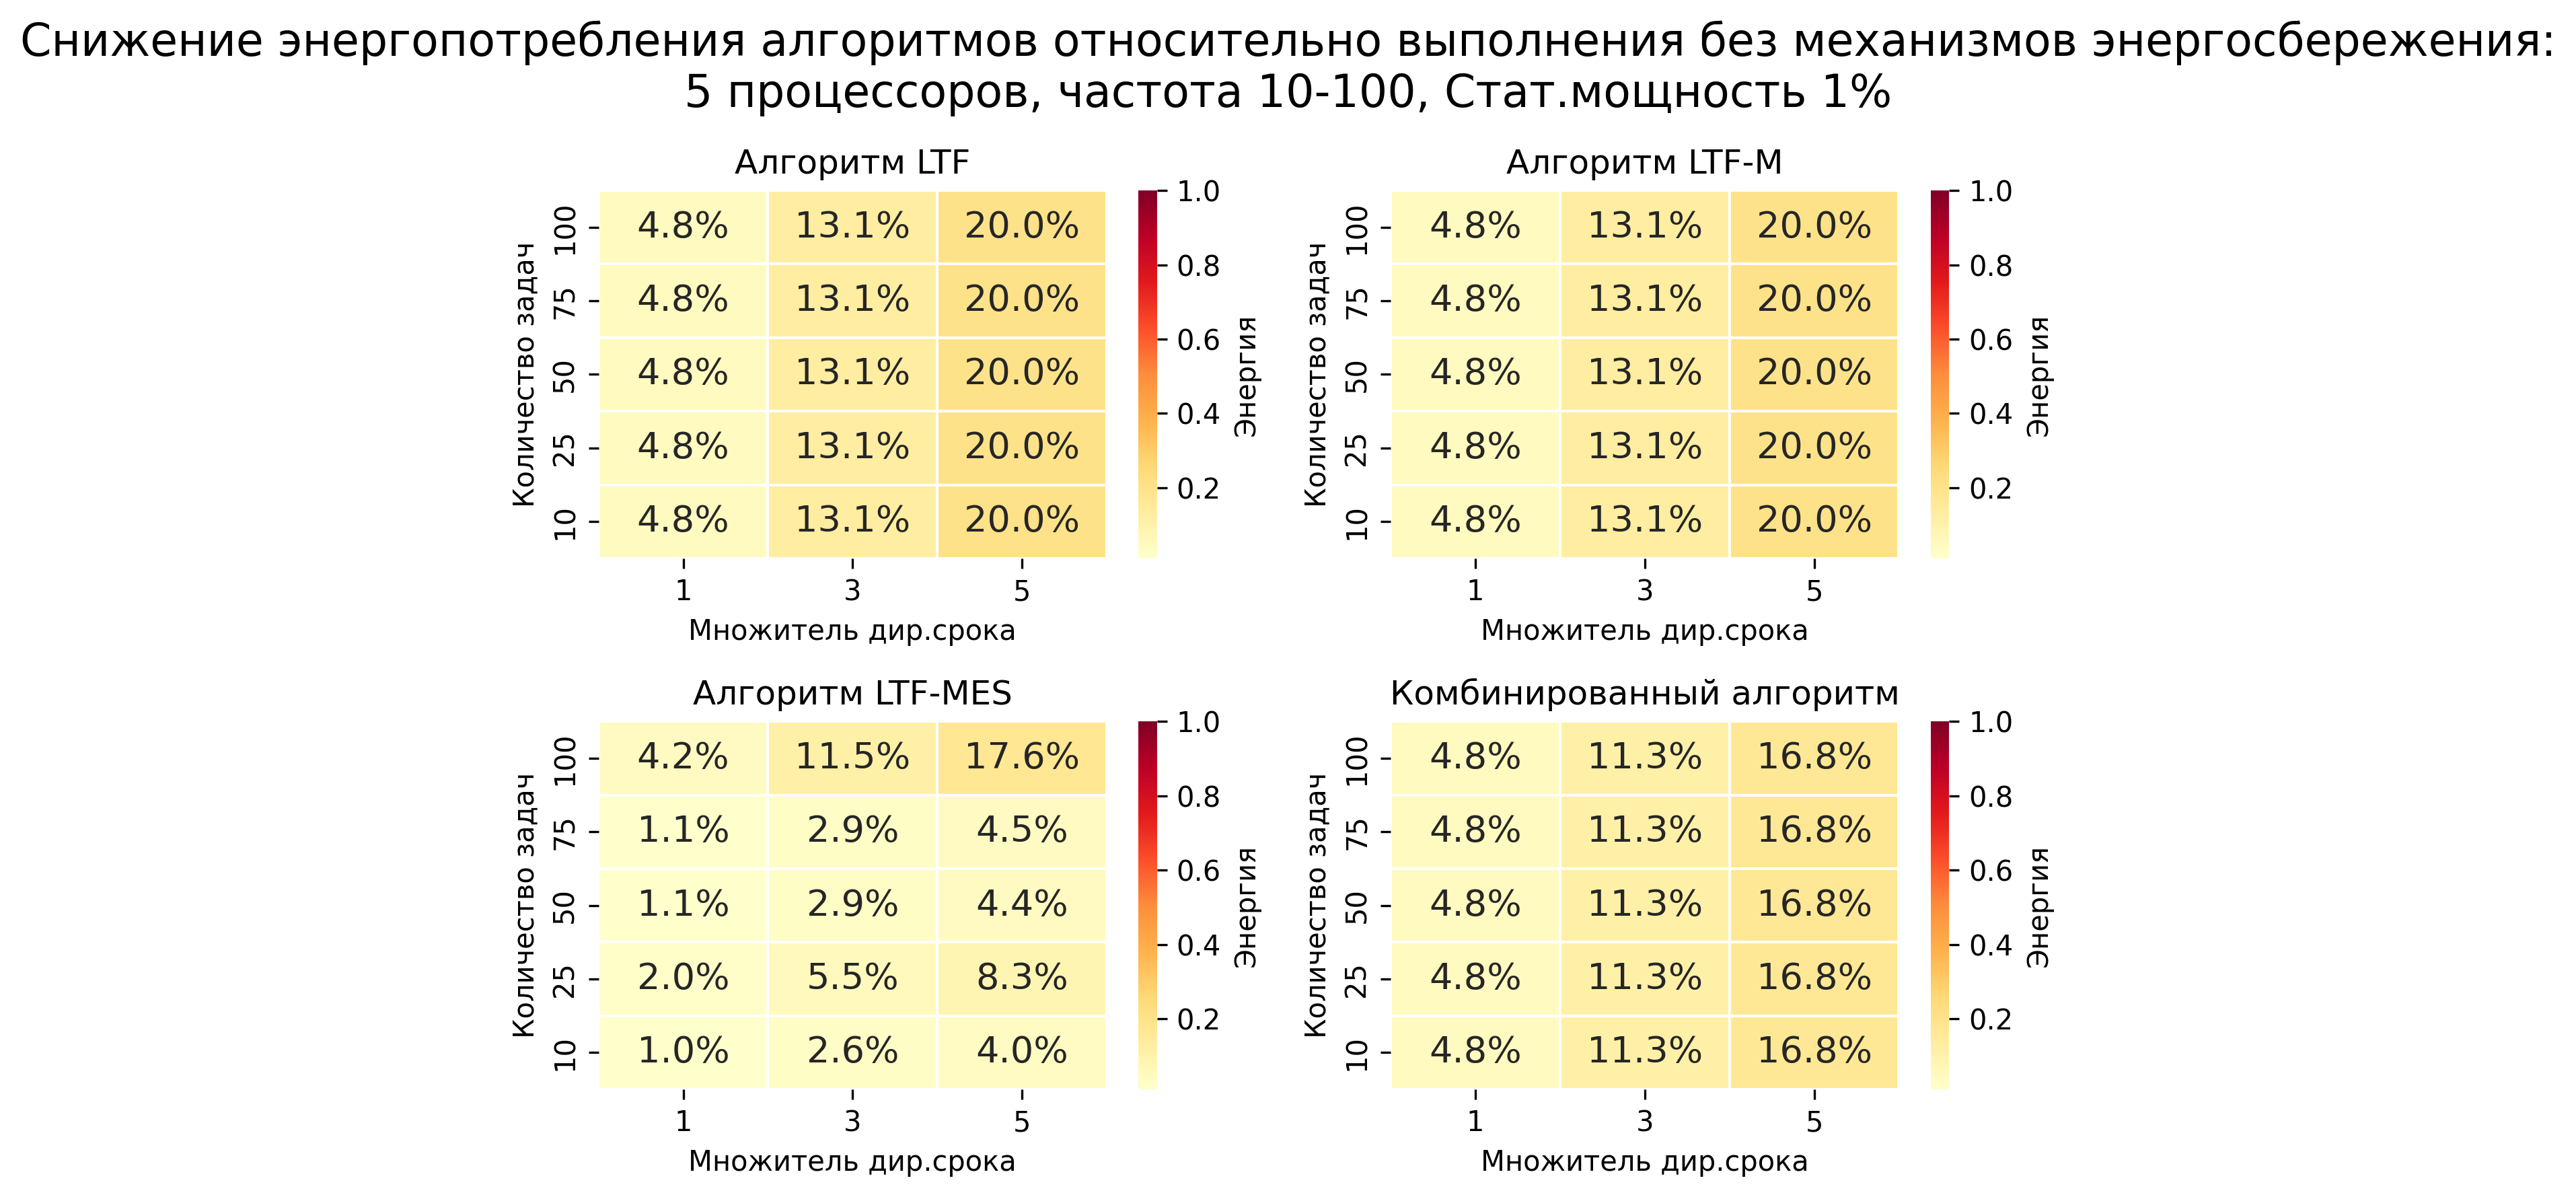 Снижение энергопотребления алгоритмов относительно выполнения без механизмов энергосбережения:
5 процессоров, частота 10-100, Стат.мощность 1%
Алгоритм LTF
Количество задач
100 4.8% 13.1% 20.0%
75 4.8% 13.1% 20.0%
50 4.8% 13.1% 20.0%
25 4.8% 13.1% 20.0%
10 4.8% 13.1% 20.0%
1 3 5
Множитель дир.срока
1.0
0.8
0.6
0.4
0.2
Энергия
Алгоритм LTF-M
Количество задач
100 4.8% 13.1% 20.0%
75 4.8% 13.1% 20.0%
50 4.8% 13.1% 20.0%
25 4.8% 13.1% 20.0%
10 4.8% 13.1% 20.0%
1 3 5
Множитель дир.срока
1.0
0.8
0.6
0.4
0.2
Энергия
Алгоритм LTF-MES
Количество задач
100 4.2% 11.5% 17.6%
75 1.1% 2.9% 4.5%
50 1.1% 2.9% 4.4%
25 2.0% 5.5% 8.3%
10 1.0% 2.6% 4.0%
1 3 5
Множитель дир.срока
1.0
0.8
0.6
0.4
0.2
Энергия
Комбинированный алгоритм
Количество задач
100 4.8% 11.3% 16.8%
75 4.8% 11.3% 16.8%
50 4.8% 11.3% 16.8%
25 4.8% 11.3% 16.8%
10 4.8% 11.3% 16.8%
1 3 5
Множитель дир.срока
1.0
0.8
0.6
0.4
0.2
Энергия